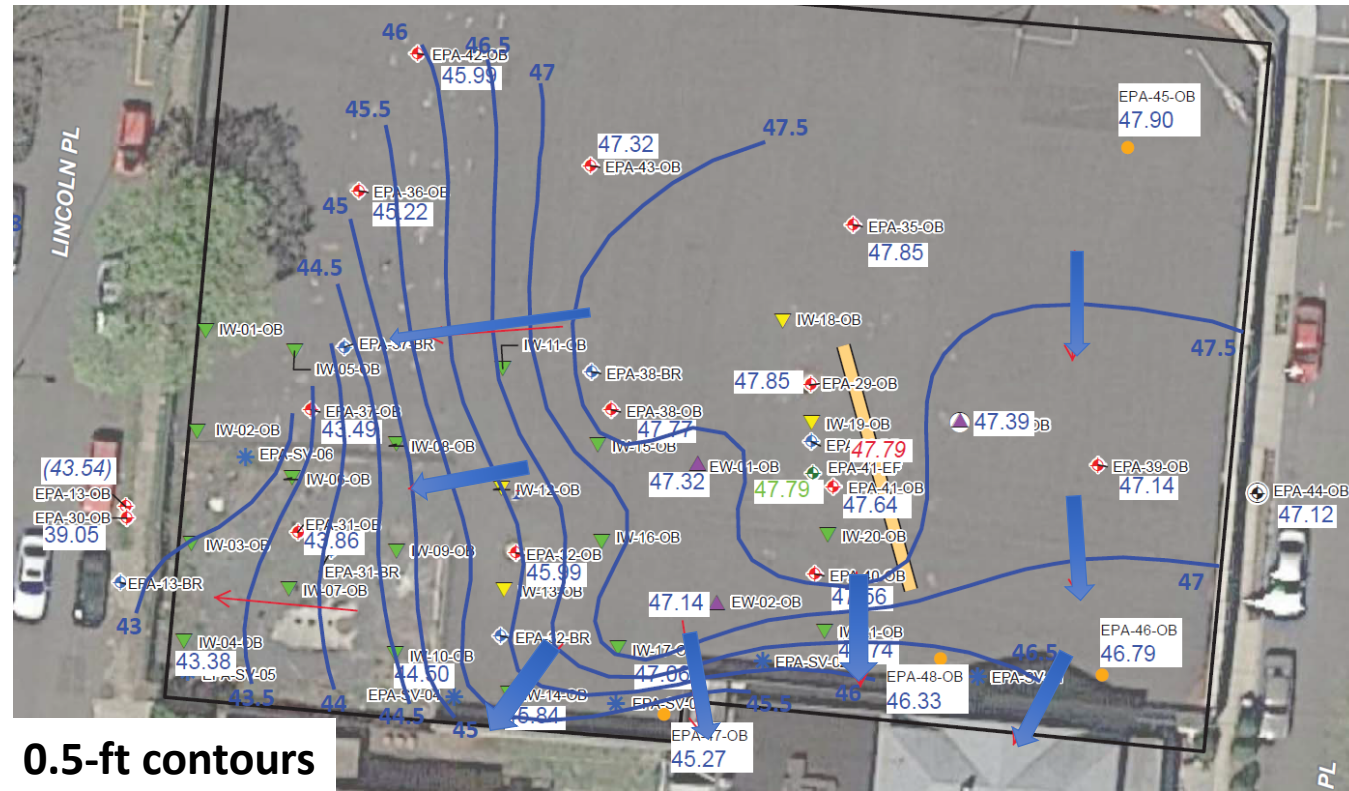 46
46.5
EPA-42-OB
45.99
47
EPA-45-OB
47.90
45.5
47.5
47.32
EPA-43-OB
LINCOLN PL
EPA-36-OB
45.22
45
EPA-35-OB
47.85
44.5
IW-18-OB
IW-01-OB
EPA-37-BR
IW-11-OB
47.5
IW-05-OB
EPA-38-BR
47.85
EPA-29-OB
EPA-37-OB
43.49
EPA-38-OB
47.77
IW-19-OB
47.39
IW-02-OB
IW-08-OB
IW-15-OB
47.79
EPA-SV-06
EW-01-OB
47.32
EPA-41-EF
47.79
EPA-39-OB
47.14
(43.54)
IW-06-OB
EPA-13-OB
IW-12-OB
EPA-41-OB
47.64
EPA-44-OB
47.12
EPA-30-OB
39.05
EPA-31-OB
43.86
IW-03-OB
IW-09-OB
IW-16-OB
IW-20-OB
EPA-32-OB
45.99
EPA-31-BR
EPA-13-BR
IW-07-OB
IW-13-OB
EPA-40-OB
47
47.14
EW-02-OB
43
EPA-32-BR
EPA-46-OB
46.79
IW-04-OB
43.38
IW-10-OB
44.50
IW-17-OB
47.06
46.5
EPA-SV-05
EPA-SV-04
IW-14-OB
EPA-48-OB
46.33
43.5
44
44.5
45
45.5
46
EPA-47-OB
45.27
0.5-ft contours
PL